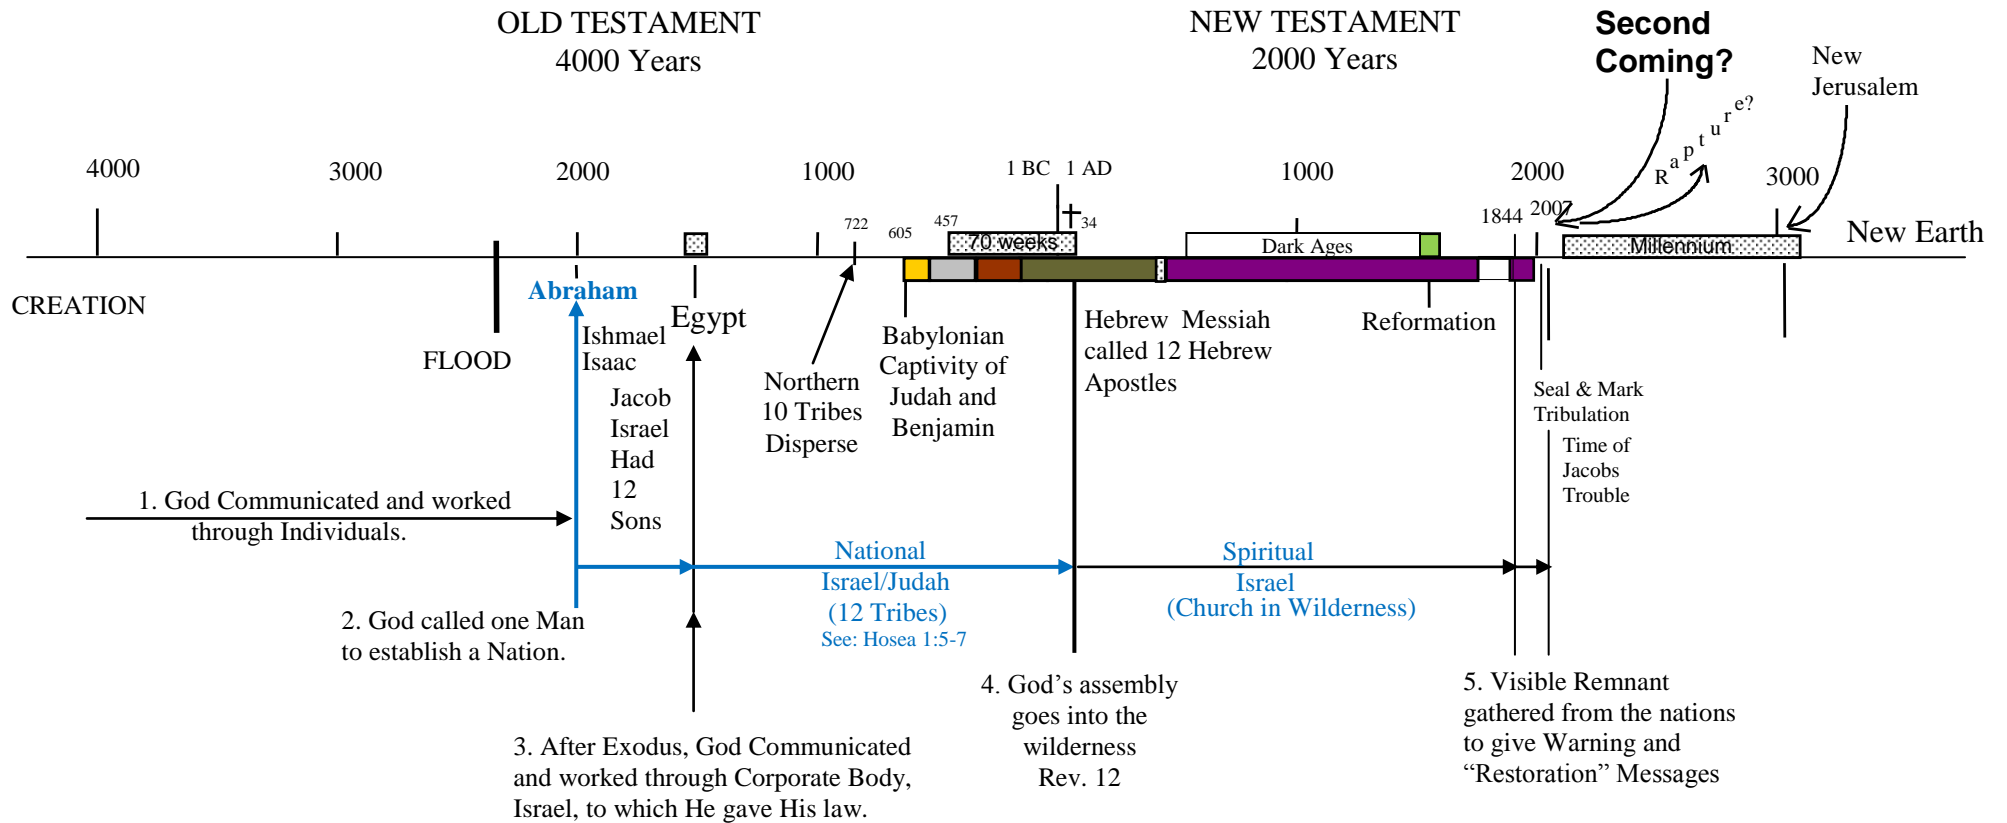 OLD TESTAMENT
4000 Years
NEW TESTAMENT
2000 Years
Second
Coming?
Rapture?
New
Jerusalem
4000
3000
2000
1000
1 BC
1 AD
1000
2000
3000
722
605
457
34
1844
2007
70 weeks
Dark Ages
Millennium
New Earth
CREATION
FLOOD
Abraham
Ishmael
Isaac
Jacob
Israel
Had
12
Sons
Egypt
Northern
10 Tribes
Disperse
Babylonian
Captivity of
Judah and
Benjamin
Hebrew Messiah
called 12 Hebrew
Apostles
Reformation
Seal & Mark
Tribulation
Time of
Jacobs
Trouble
1. God Communicated and worked
through Individuals.
National
Israel/Judah
(12 Tribes)
See: Hosea 1:5-7
Spiritual
Israel
(Church in Wilderness)
2. God called one Man
to establish a Nation.
3. After Exodus, God Communicated
and worked through Corporate Body,
Israel, to which He gave His law.
4. God’s assembly
goes into the
wilderness
Rev. 12
5. Visible Remnant
gathered from the nations
to give Warning and
“Restoration” Messages